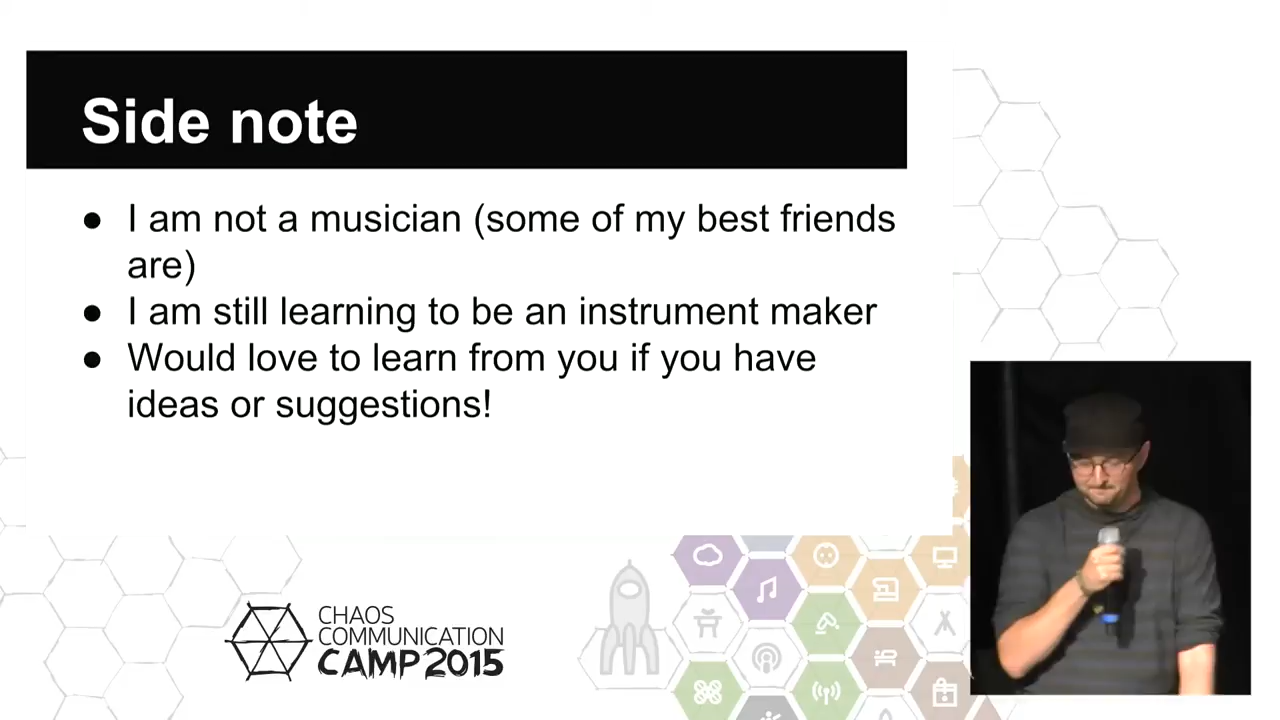 Side note
● I am not a musician (some of my best friends
are)
● I am still learning to be an instrument maker
● Would love to learn from you if you have
ideas or suggestions!
CHAOS
COMMUNICATION
CAMP 2015